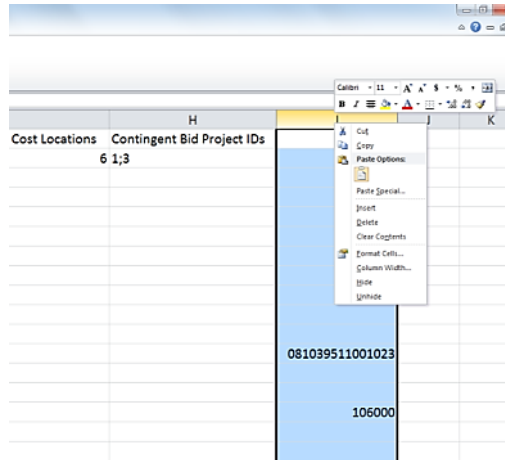 Calibri 11 A A $ % ,
B I A
H I J K
Cost Locations Contingent Bid Project IDs
6 1;3
Cut
Copy
Paste Options:
Paste Special...
Insert
Delete
Clear Contents
Format Cells...
Column Width...
Hide
Unhide
081039511001023
106000